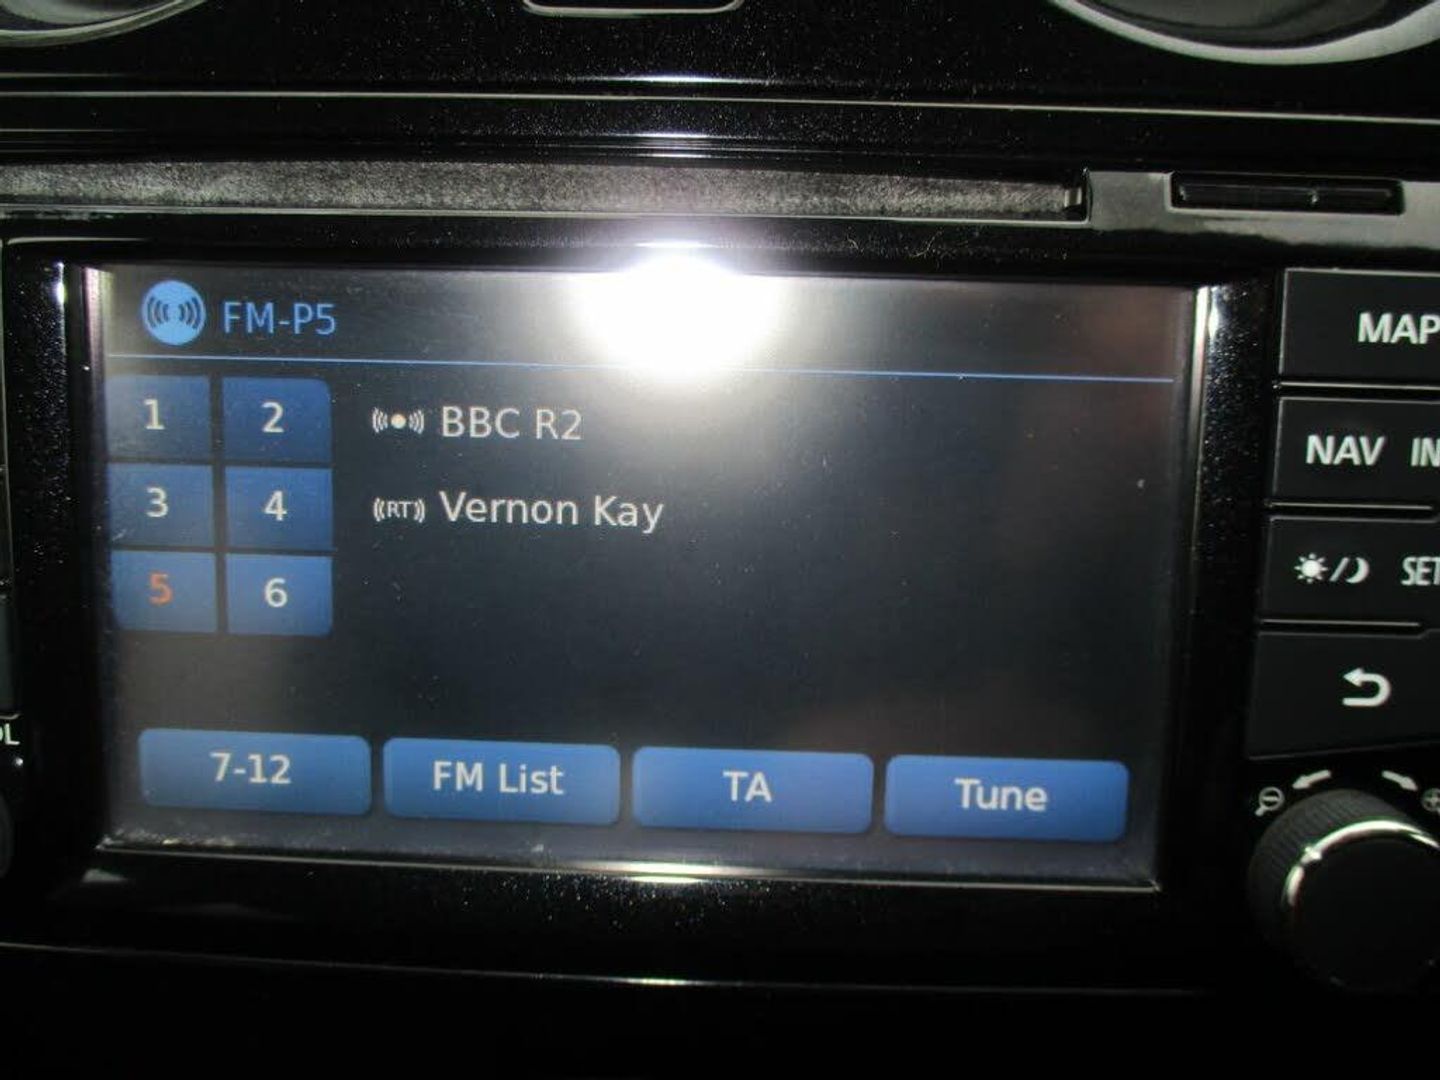 FM-P5
1 2
BBC R2
3 4
RT Vernon Kay
5 6
7-12 FM List TA Tune
MAP
NAV